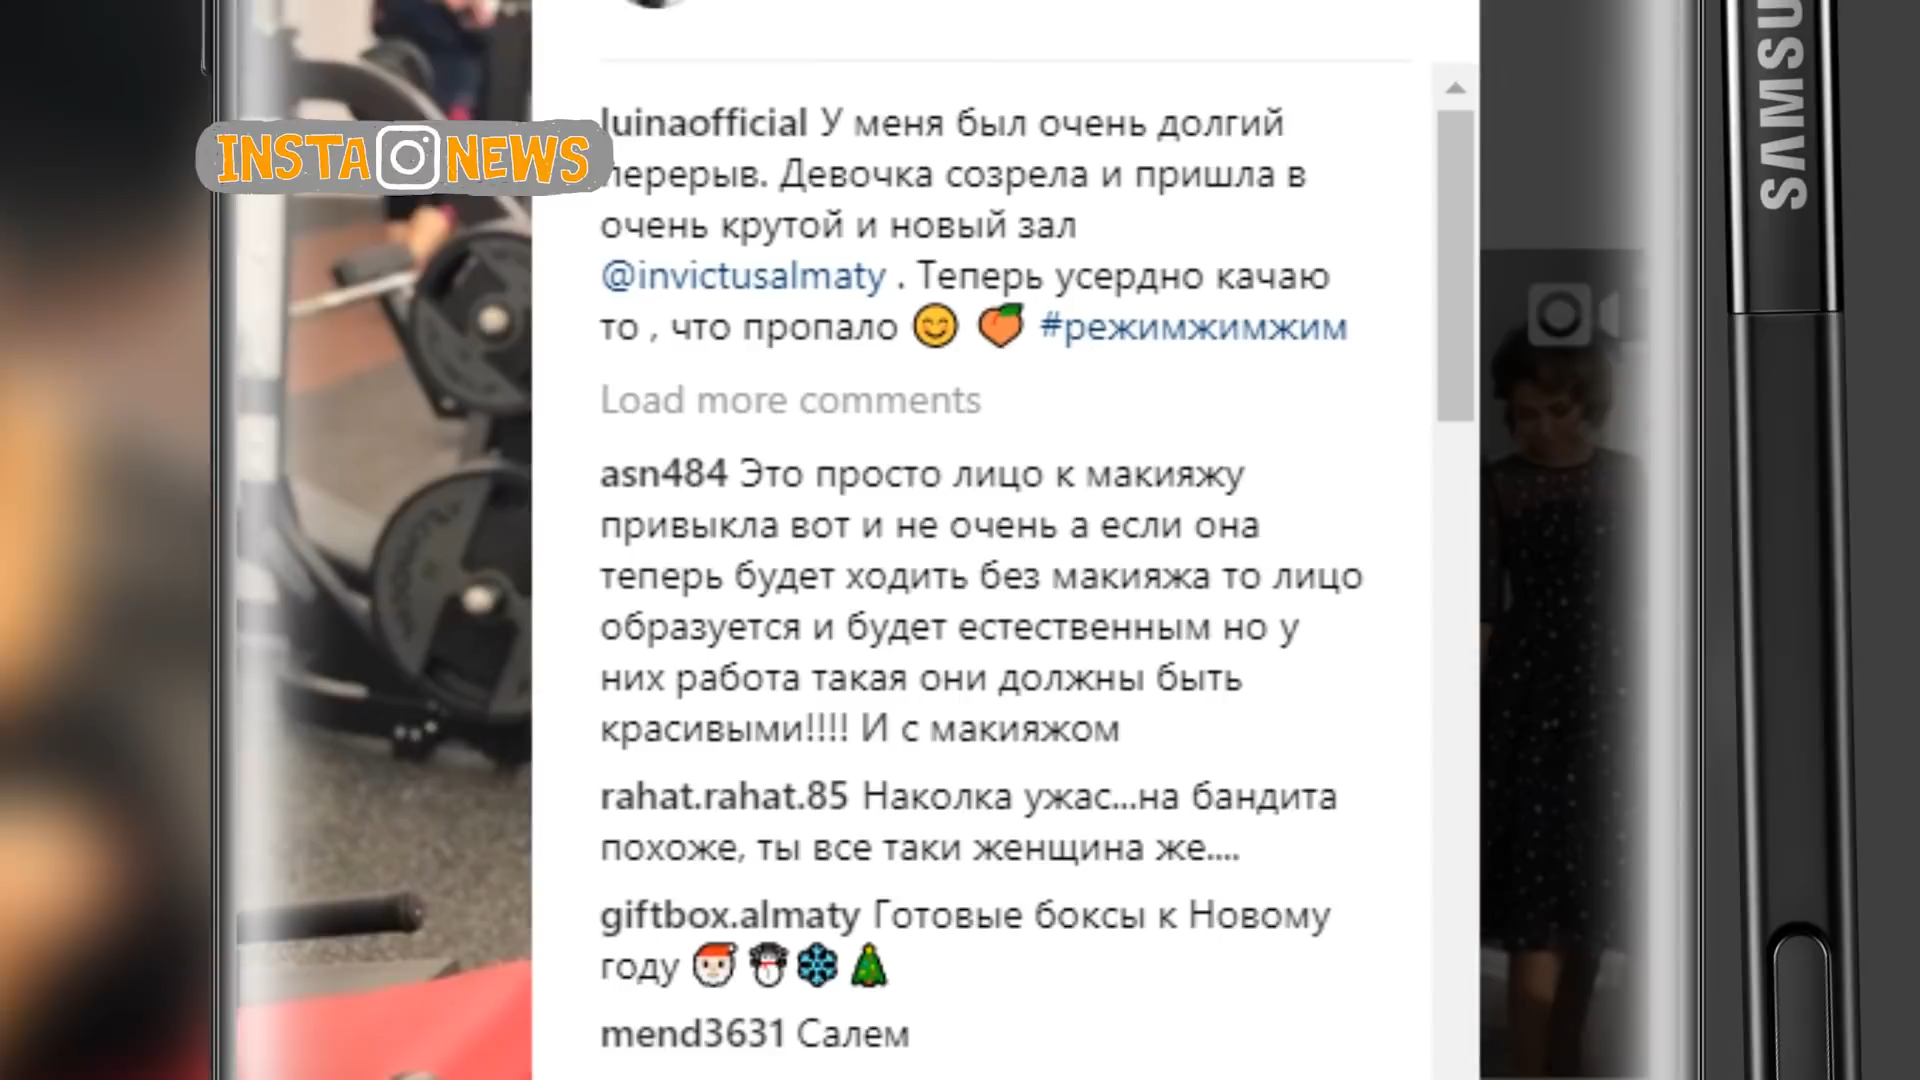 INSTA NEWS
luinaofficial У меня был очень долгий
перерыв. Девочка созрела и пришла в
очень крутой и новый зал
@invictusalmaty . Теперь усердно качаю
то , что пропало 😊 🍑 #режимжимжим
Load more comments
asn484 Это просто лицо к макияжу
привыкла вот и не очень а если она
теперь будет ходить без макияжа то лицо
образуется и будет естественным но у
них работа такая они должны быть
красивыми!!!! И с макияжом
rahat.rahat.85 Наколка ужас...на бандита
похоже, ты все таки женщина же....
giftbox.almaty Готовые боксы к Новому
году 🎅⛄❄🎄
mend3631 Салем
SAMSU